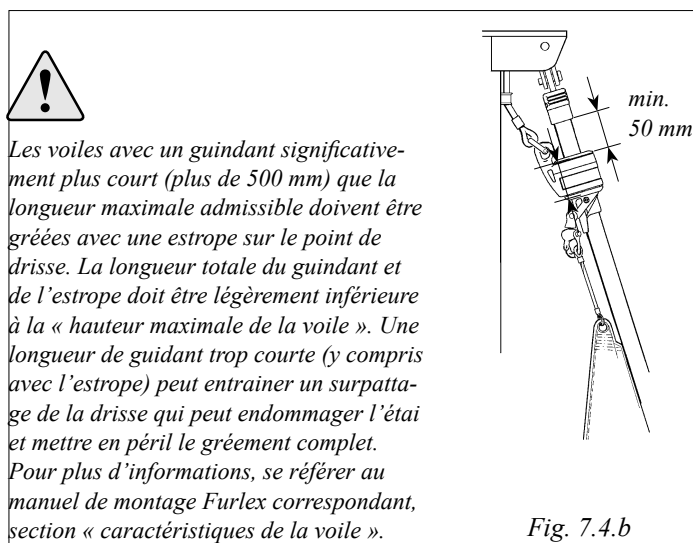 Les voiles avec un guindant significative-
ment plus court (plus de 500 mm) que la
longueur maximale admissible doivent être
gréées avec une estrope sur le point de
drisse. La longueur totale du guindant et
de l’estrope doit être légèrement inférieure
à la « hauteur maximale de la voile ». Une
longueur de guidant trop courte (y compris
avec l’estrope) peut entrainer un surpatta-
ge de la drisse qui peut endommager l’étai
et mettre en péril le gréement complet.
Pour plus d’informations, se référer au
manuel de montage Furlex correspondant,
section « caractéristiques de la voile ».
min.
50 mm
Fig. 7.4.b